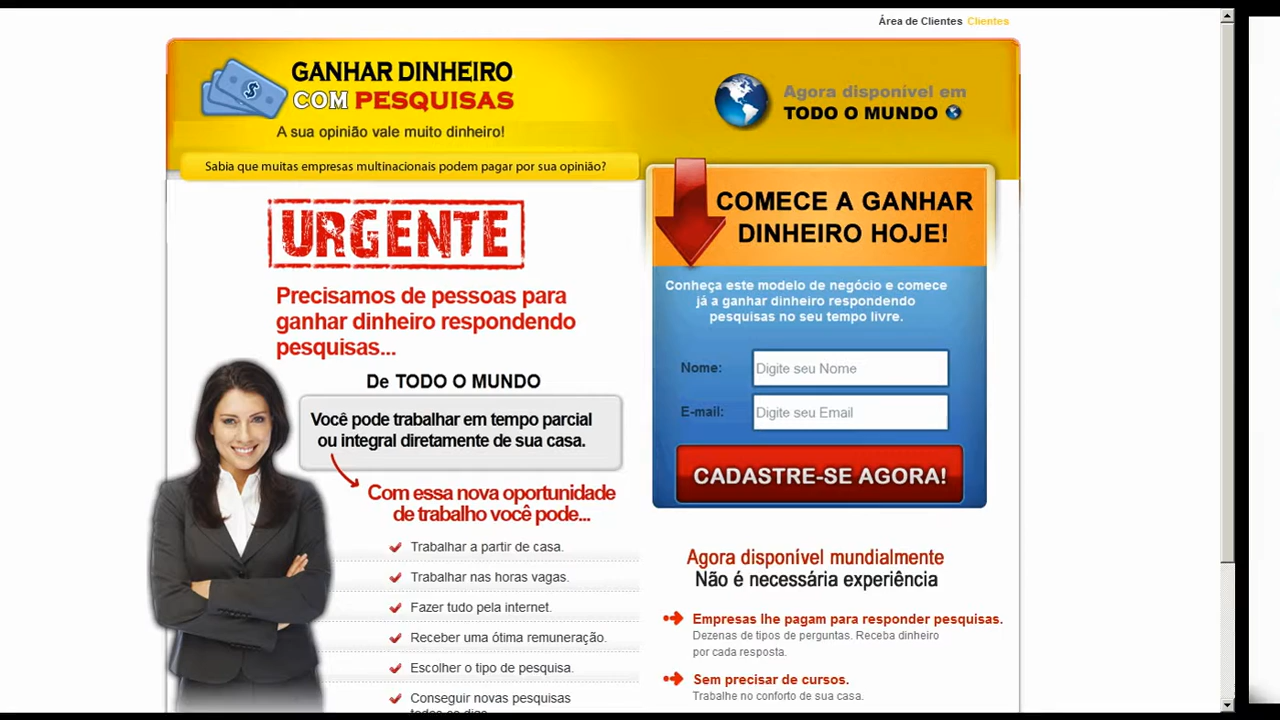 Área de Clientes Clientes
GANHAR DINHEIRO
COM PESQUISAS
A sua opinião vale muito dinheiro!
Agora disponível em
TODO O MUNDO
Sabia que muitas empresas multinacionais podem pagar por sua opinião?
URGENTE
Precisamos de pessoas para
ganhar dinheiro respondendo
pesquisas...
De TODO O MUNDO
Você pode trabalhar em tempo parcial
ou integral diretamente de sua casa.
Com essa nova oportunidade
de trabalho você pode...
Trabalhar a partir de casa.
Trabalhar nas horas vagas.
Fazer tudo pela internet.
Receber uma ótima remuneração.
Escolher o tipo de pesquisa.
Conseguir novas pesquisas
COMECE A GANHAR
DINHEIRO HOJE!
Conheça este modelo de negócio e comece
já a ganhar dinheiro respondendo
pesquisas no seu tempo livre.
Nome: Digite seu Nome
E-mail: Digite seu Email
CADASTRE-SE AGORA!
Agora disponível mundialmente
Não é necessária experiência
Empresas lhe pagam para responder pesquisas.
Dezenas de tipos de perguntas. Receba dinheiro
por cada resposta.
Sem precisar de cursos.
Trabalhe no conforto de sua casa.